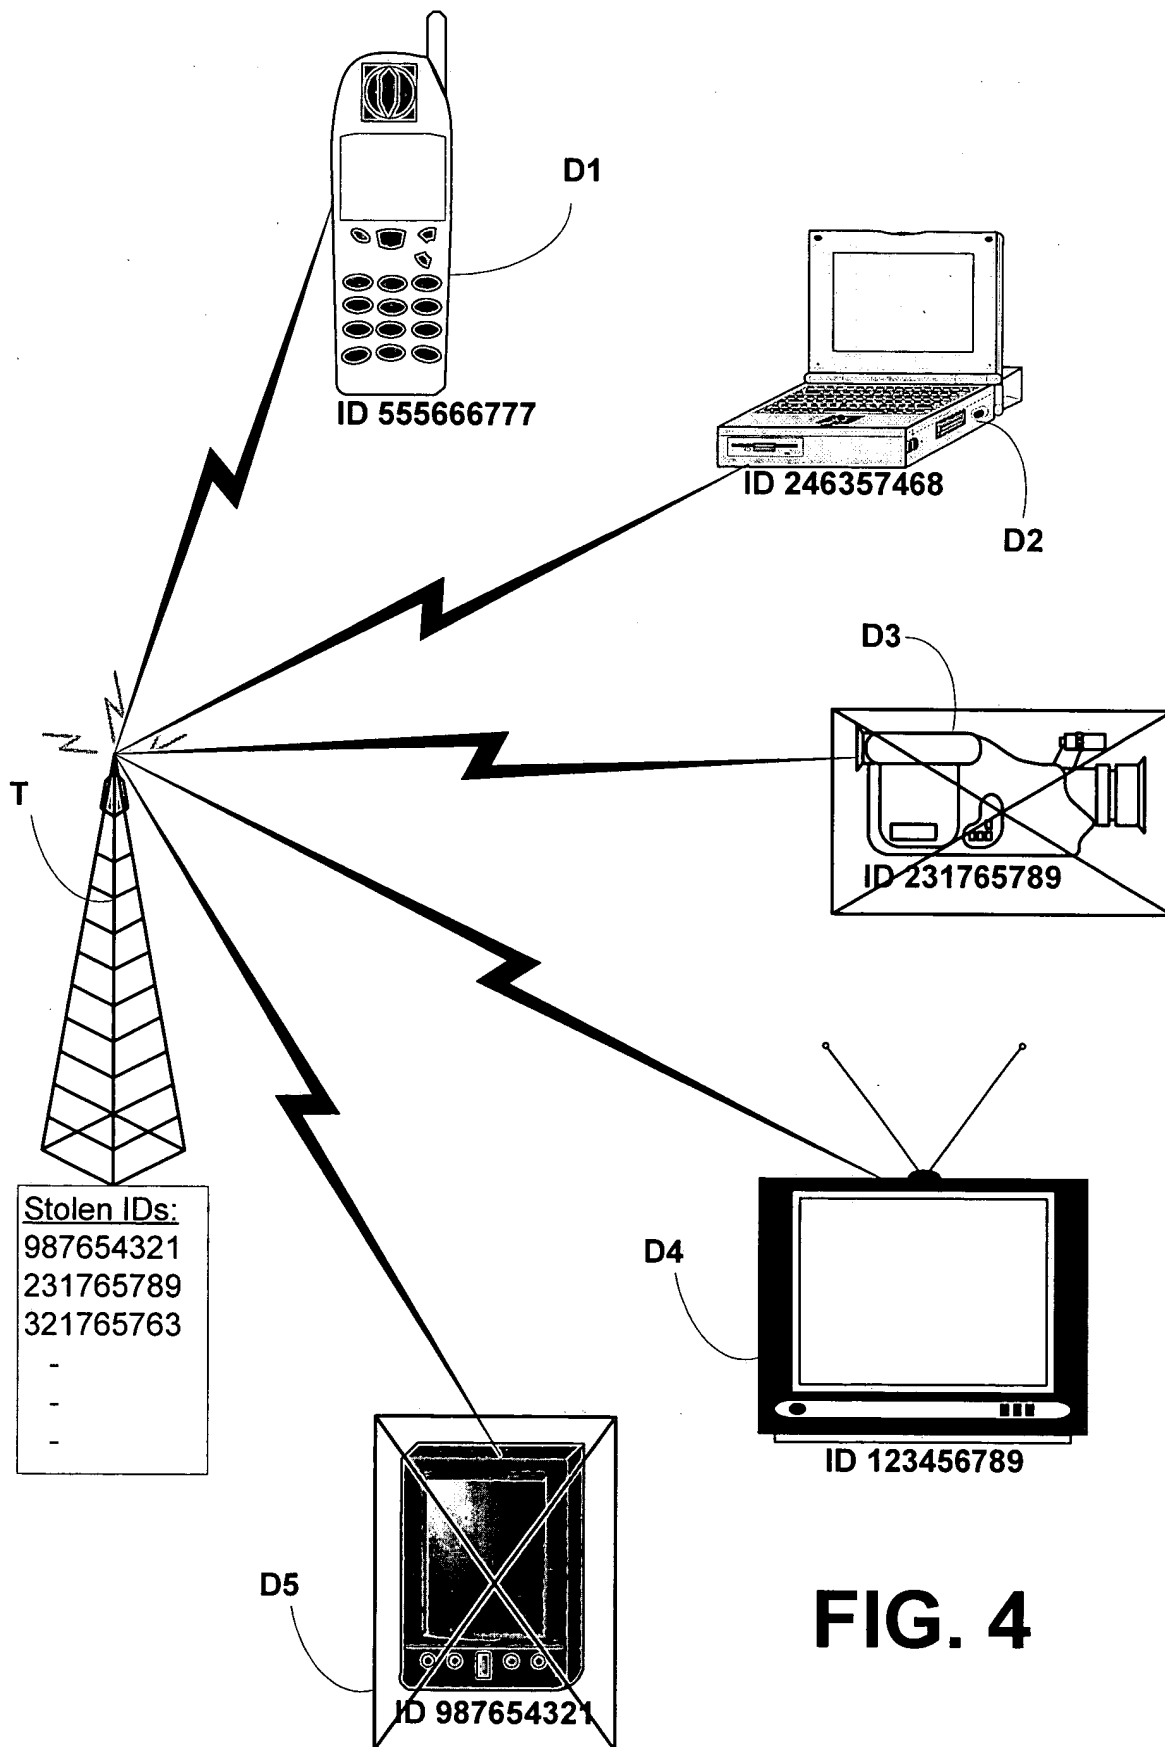 D1
ID 555666777
ID 246357468
D2
D3
ID 231765789
T
Stolen IDs:
987654321
231765789
321765763
-
-
-
D4
ID 123456789
D5
ID 987654321
FIG. 4